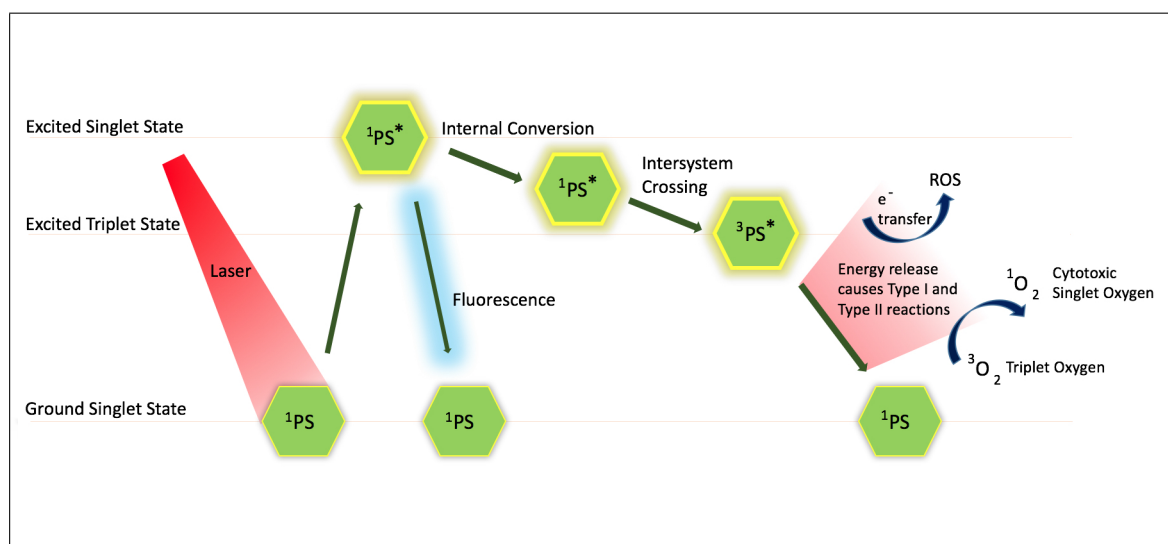 Excited Singlet State
¹PS*
Internal Conversion
¹PS*
Intersystem
Crossing
Excited Triplet State
³PS*
e⁻
transfer
ROS
Laser
Fluorescence
Energy release
causes Type I and
Type II reactions
¹O₂
Cytotoxic
Singlet Oxygen
³O₂ Triplet Oxygen
Ground Singlet State
¹PS
¹PS
¹PS